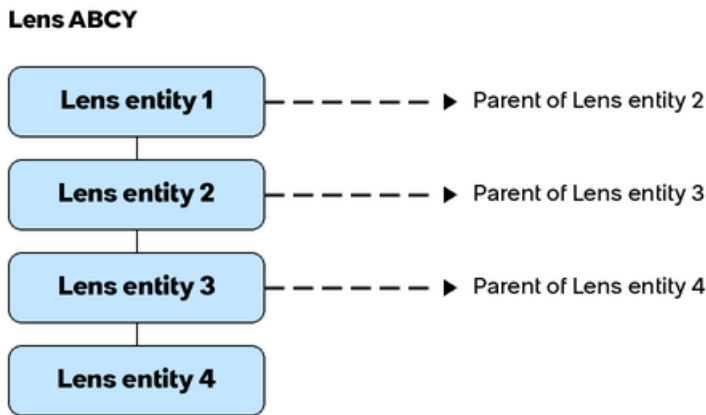 Lens ABCY
Lens entity 1
Parent of Lens entity 2
Lens entity 2
Parent of Lens entity 3
Lens entity 3
Parent of Lens entity 4
Lens entity 4